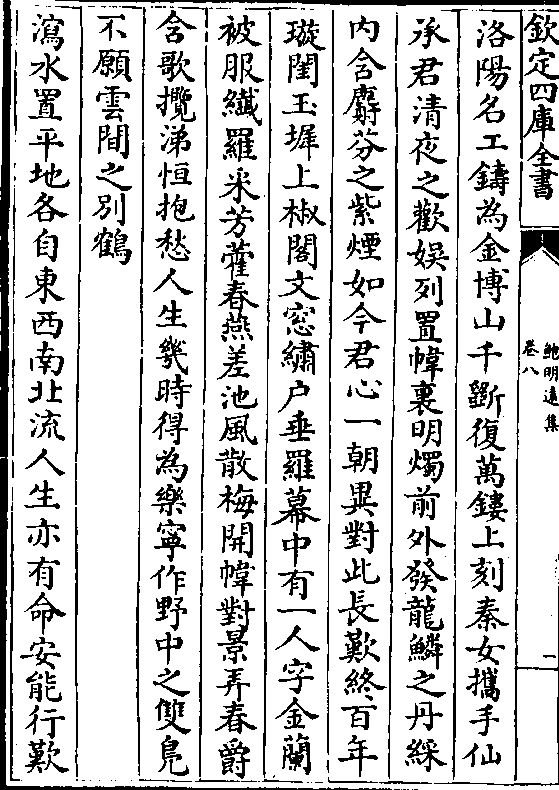 欽定四庫全書
鮑明遠集
卷八
一
洛陽名工鑄為金博山千斲復萬鏤上刻秦女攜手仙
承君清夜之歡娛列置幃裏明燭前外發龍鱗之丹綵
内含麝芬之紫煙如今君心一朝異對此長歎終百年
璇閨玉墀上椒閣文窓繡户垂羅幕中有一人字金蘭
被服纖羅采芳藿春燕差池風散梅開幃對景弄春爵
含歌攬涕恒抱愁人生幾時得為樂寧作野中之雙鳬
不願雲間之别鶴
瀉水置平地各自東西南北流人生亦有命安能行歎